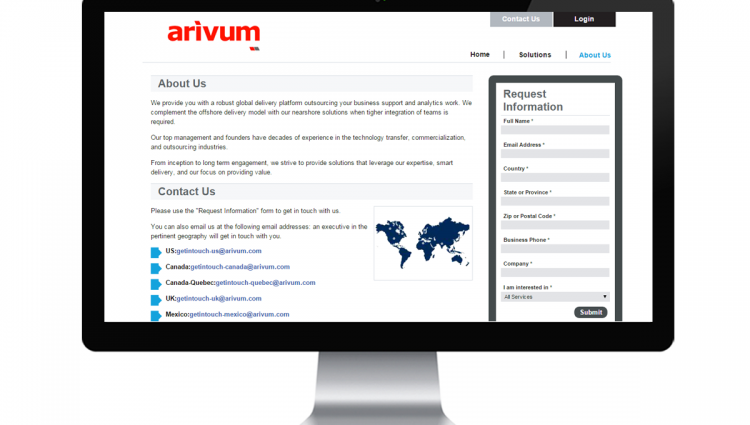 arivum
Contact Us
Login
Home | Solutions | About Us
About Us
We provide you with a robust global delivery platform outsourcing your business support and analytics work. We
complement the offshore delivery model with our nearshore solutions when tigher integration of teams is
required.
Our top management and founders have decades of experience in the technology transfer, commercialization,
and outsourcing industries.
From inception to long term engagement, we strive to provide solutions that leverage our expertise, smart
delivery, and our focus on providing value.
Contact Us
Please use the "Request Information" form to get in touch with us.
You can also email us at the following email addresses: an executive in the
pertinent geography will get in touch with you.
US:getintouch-us@arivum.com
Canada:getintouch-canada@arivum.com
Canada-Quebec:getintouch-quebec@arivum.com
UK:getintouch-uk@arivum.com
Mexico:getintouch-mexico@arivum.com
Request
Information
Full Name *
Email Address *
Country *
State or Province *
Zip or Postal Code *
Business Phone *
Company *
I am interested in *
All Services
Submit